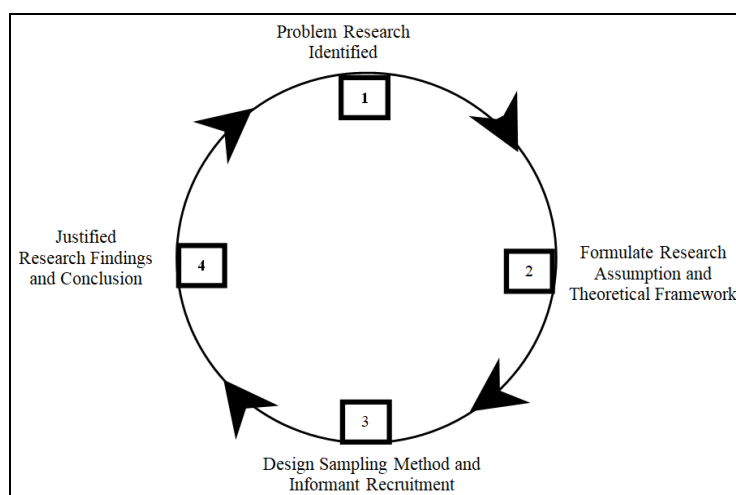 Problem Research
Identified
1
2
Formulate Research
Assumption and
Theoretical Framework
3
Design Sampling Method and
Informant Recruitment
4
Justified
Research Findings
and Conclusion